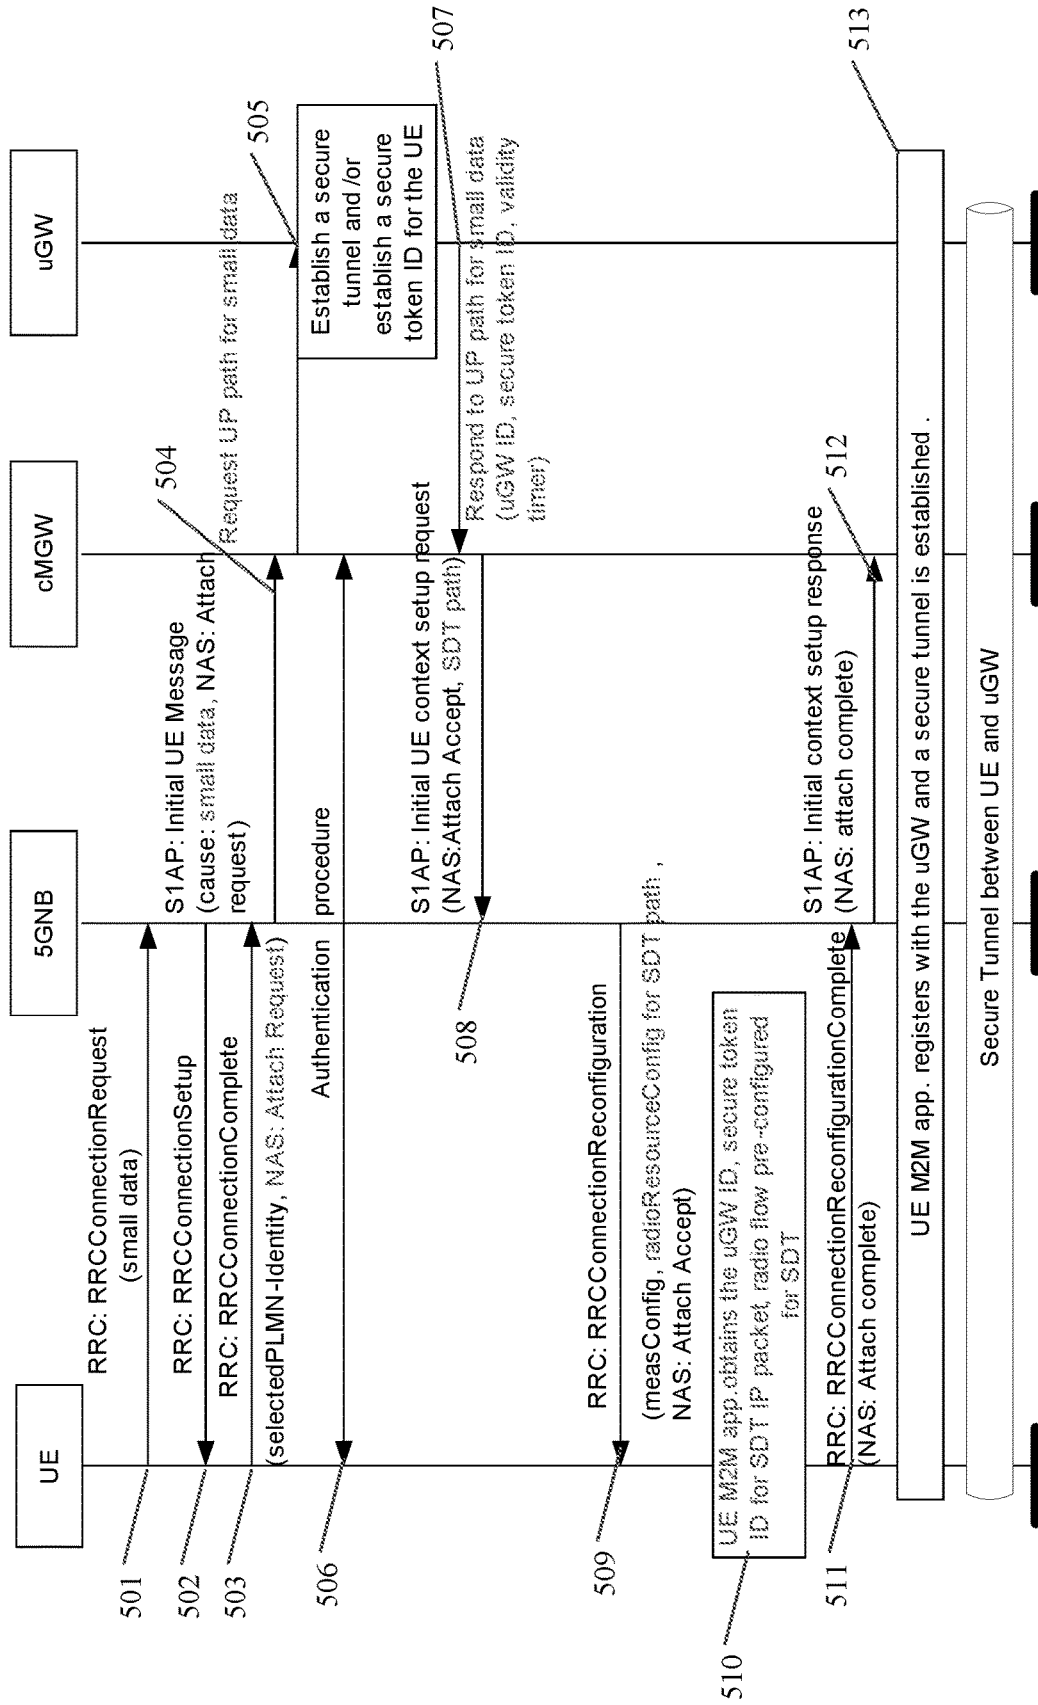 UE
5GNB
cMGW
uGW
RRC: RRCConnectionRequest
(small data)
501
RRC: RRCConnectionSetup
502
RRC: RRCConnectionComplete
(selectedPLMN-Identity, NAS: Attach Request)
503
S1AP: Initial UE Message
(cause: small data, NAS: Attach
request)
504
Request UP path for small data
505
Establish a secure
tunnel and /or
establish a secure
token ID for the UE
Authentication procedure
506
Respond to UP path for small data
(uGW ID, secure token ID, validity
timer)
507
S1AP: Initial UE context setup request
(NAS:Attach Accept, SDT path)
508
RRC: RRCConnectionReconfiguration
(measConfig, radioResourceConfig for SDT path ,
NAS: Attach Accept)
509
UE M2M app.obtains the uGW ID, secure token
ID for SDT IP packet, radio flow pre-configured
for SDT
510
RRC: RRCConnectionReconfigurationComplete
(NAS: Attach complete)
511
S1AP: Initial context setup response
(NAS: attach complete)
512
UE M2M app. registers with the uGW and a secure tunnel is established .
513
Secure Tunnel between UE and uGW